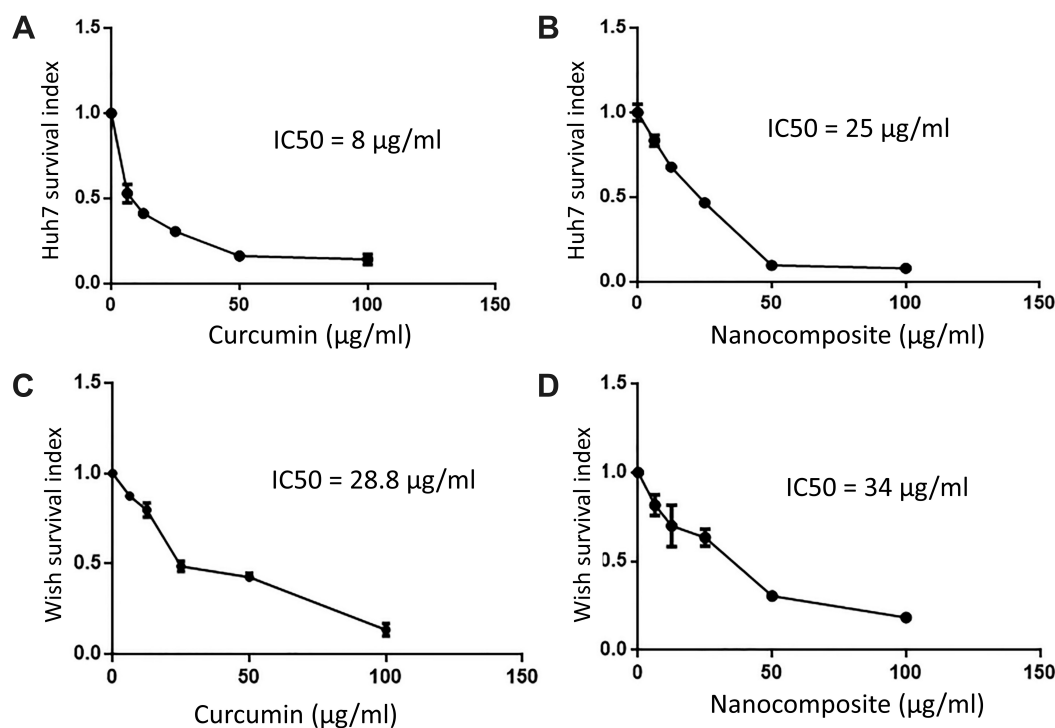 A
Huh7 survival index
1.5
1.0
0.5
0.0
IC50 = 8 µg/ml
0 50 100 150
Curcumin (µg/ml)
B
Huh7 survival index
1.5
1.0
0.5
0.0
IC50 = 25 µg/ml
0 50 100 150
Nanocomposite (µg/ml)
C
Wish survival index
1.5
1.0
0.5
0.0
IC50 = 28.8 µg/ml
0 50 100 150
Curcumin (µg/ml)
D
Wish survival index
1.5
1.0
0.5
0.0
IC50 = 34 µg/ml
0 50 100 150
Nanocomposite (µg/ml)